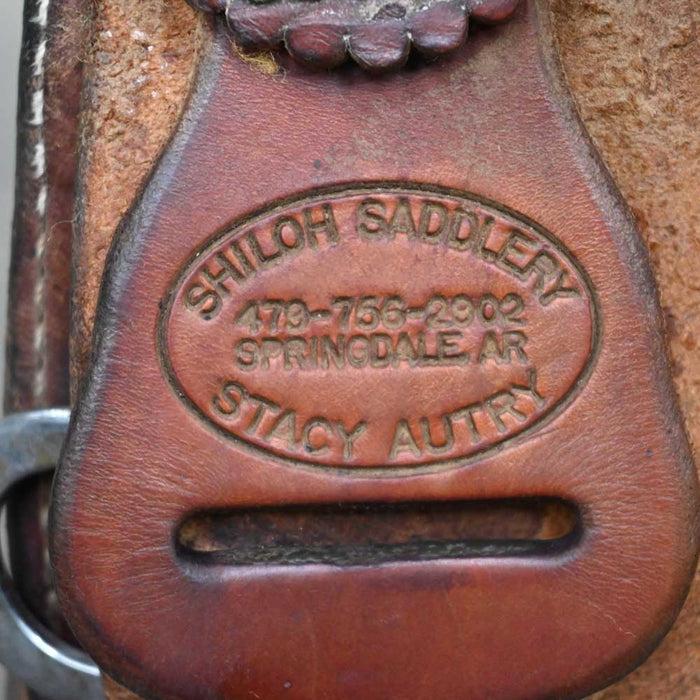 SHILOH SADDLERY
479-756-2902
SPRINGDALE, AR
STACY AUTRY